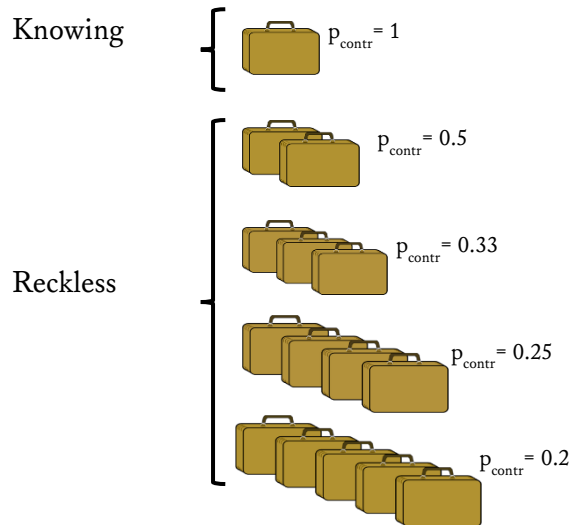 Knowing
p_contr = 1
p_contr = 0.5
p_contr = 0.33
Reckless
p_contr = 0.25
p_contr = 0.2